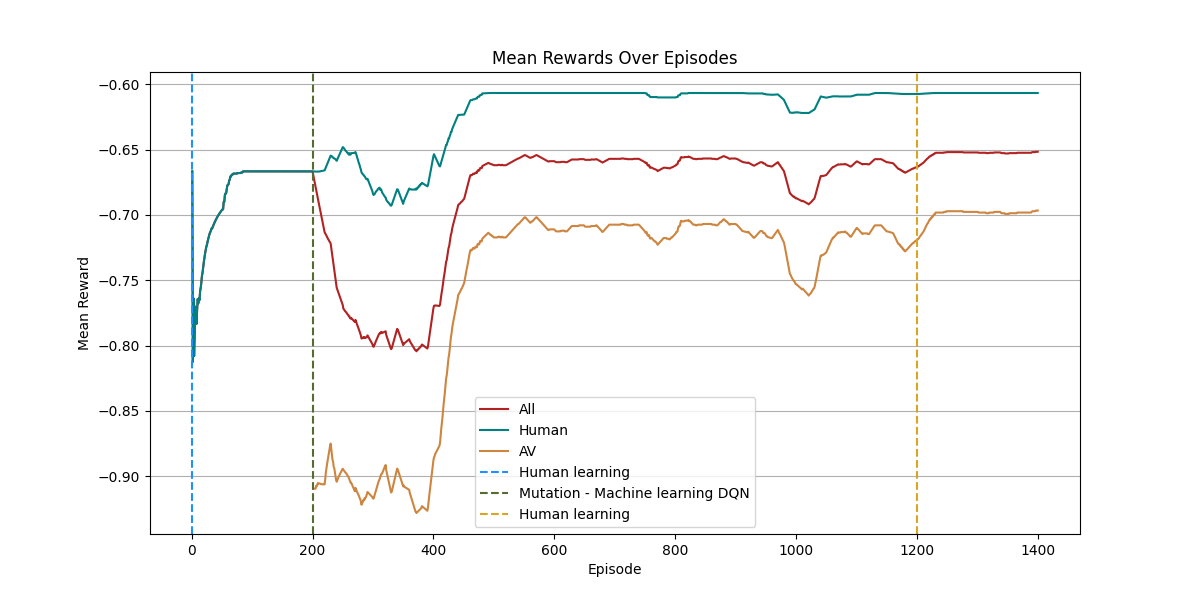 Mean Rewards Over Episodes
Mean Reward
−0.60
−0.65
−0.70
−0.75
−0.80
−0.85
−0.90
All
Human
AV
Human learning
Mutation - Machine learning DQN
Human learning
0 200 400 600 800 1000 1200 1400
Episode